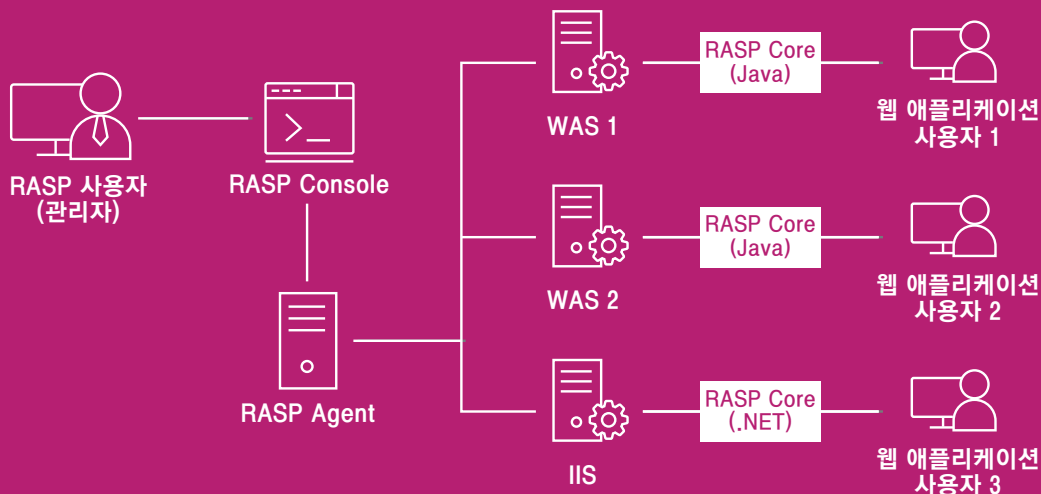 RASP 사용자
(관리자)
RASP Console
RASP Agent
WAS 1
RASP Core
(Java)
웹 애플리케이션
사용자 1
WAS 2
RASP Core
(Java)
웹 애플리케이션
사용자 2
IIS
RASP Core
(.NET)
웹 애플리케이션
사용자 3